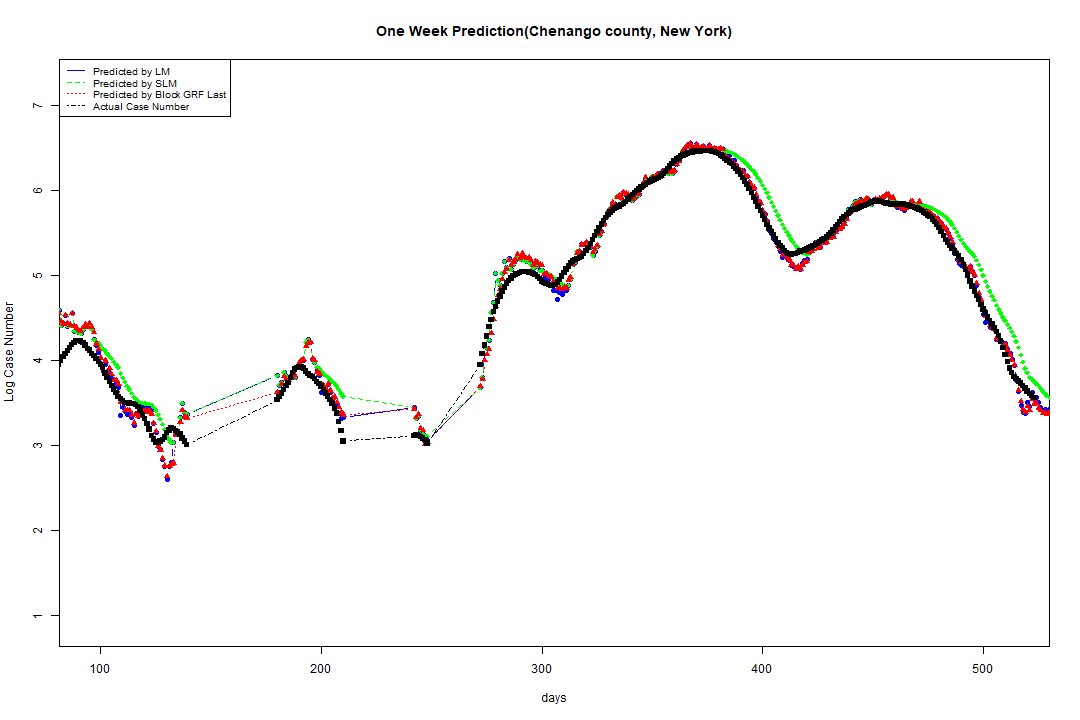 One Week Prediction(Chenango county, New York)
Predicted by LM
Predicted by SLM
Predicted by Block GRF Last
Actual Case Number
7
6
5
4
3
2
1
Log Case Number
100 200 300 400 500
days